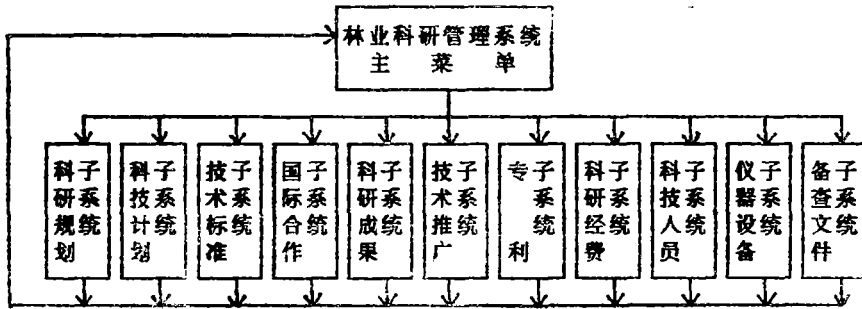 林业科研管理系统
主菜单
科研规划子系统
科技计划子系统
技术标准子系统
国际合作子系统
科研成果子系统
技术推广子系统
专利子系统
科研经费子系统
科技人员子系统
仪器设备子系统
备查文件子系统